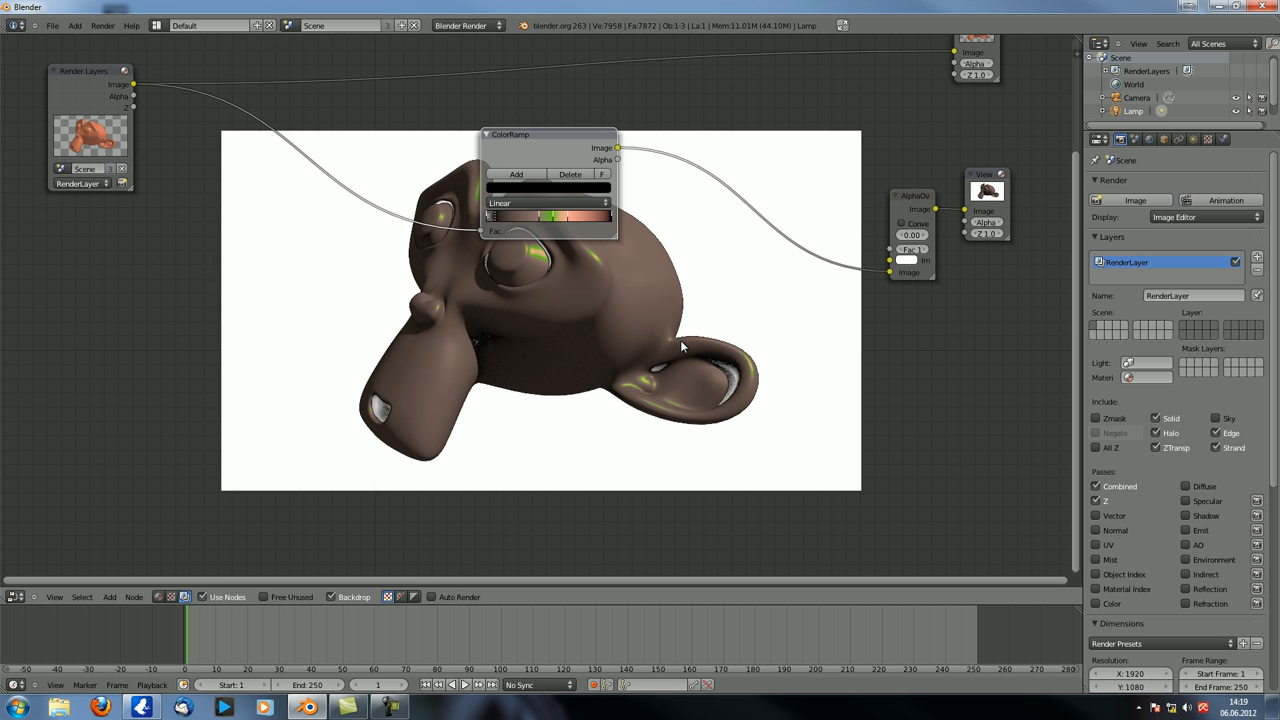 Blender
File Add Render Help
Default
Scene 3
Blender Render
blender.org 263 | Ve:7958 | Fa:7872 | Ob:1-3 | La:1 | Mem:11.01M (44.10M) | Lamp
Render Layers
Image
Alpha
Z
Scene 3
RenderLayer
ColorRamp
Image
Alpha
Add Delete F
Linear
Fac
Image
Alpha
Z 1.0
AlphaOv
Image
Conve
0.00
Fac 1
Im
Image
View
Image
Alpha
Z 1.0
View Search All Scenes
Scene
RenderLayers
World
Camera
Lamp
Scene
Render
Image Animation
Display: Image Editor
Layers
RenderLayer
Name: RenderLayer
Scene: Layer:
Mask Layers:
Light:
Materi
Include:
Zmask Solid Sky
Negate Halo Edge
All Z ZTransp Strand
Passes:
Combined Diffuse
Z Specular
Vector Shadow
Normal Emit
UV AO
Mist Environment
Object Index Indirect
Material Index Reflection
Color Refraction
Dimensions
Render Presets
Resolution: Frame Range:
X: 1920 Start Frame: 1
Y: 1080 End Frame: 250
View Select Add Node Use Nodes Free Unused Backdrop Auto Render
-50 -40 -30 -20 -10 0 10 20 30 40 50 60 70 80 90 100 110 120 130 140 150 160 170 180 190 200 210 220 230 240 250 260 270 280
View Marker Frame Playback Start: 1 End: 250 1 No Sync
14:19
06.06.2012